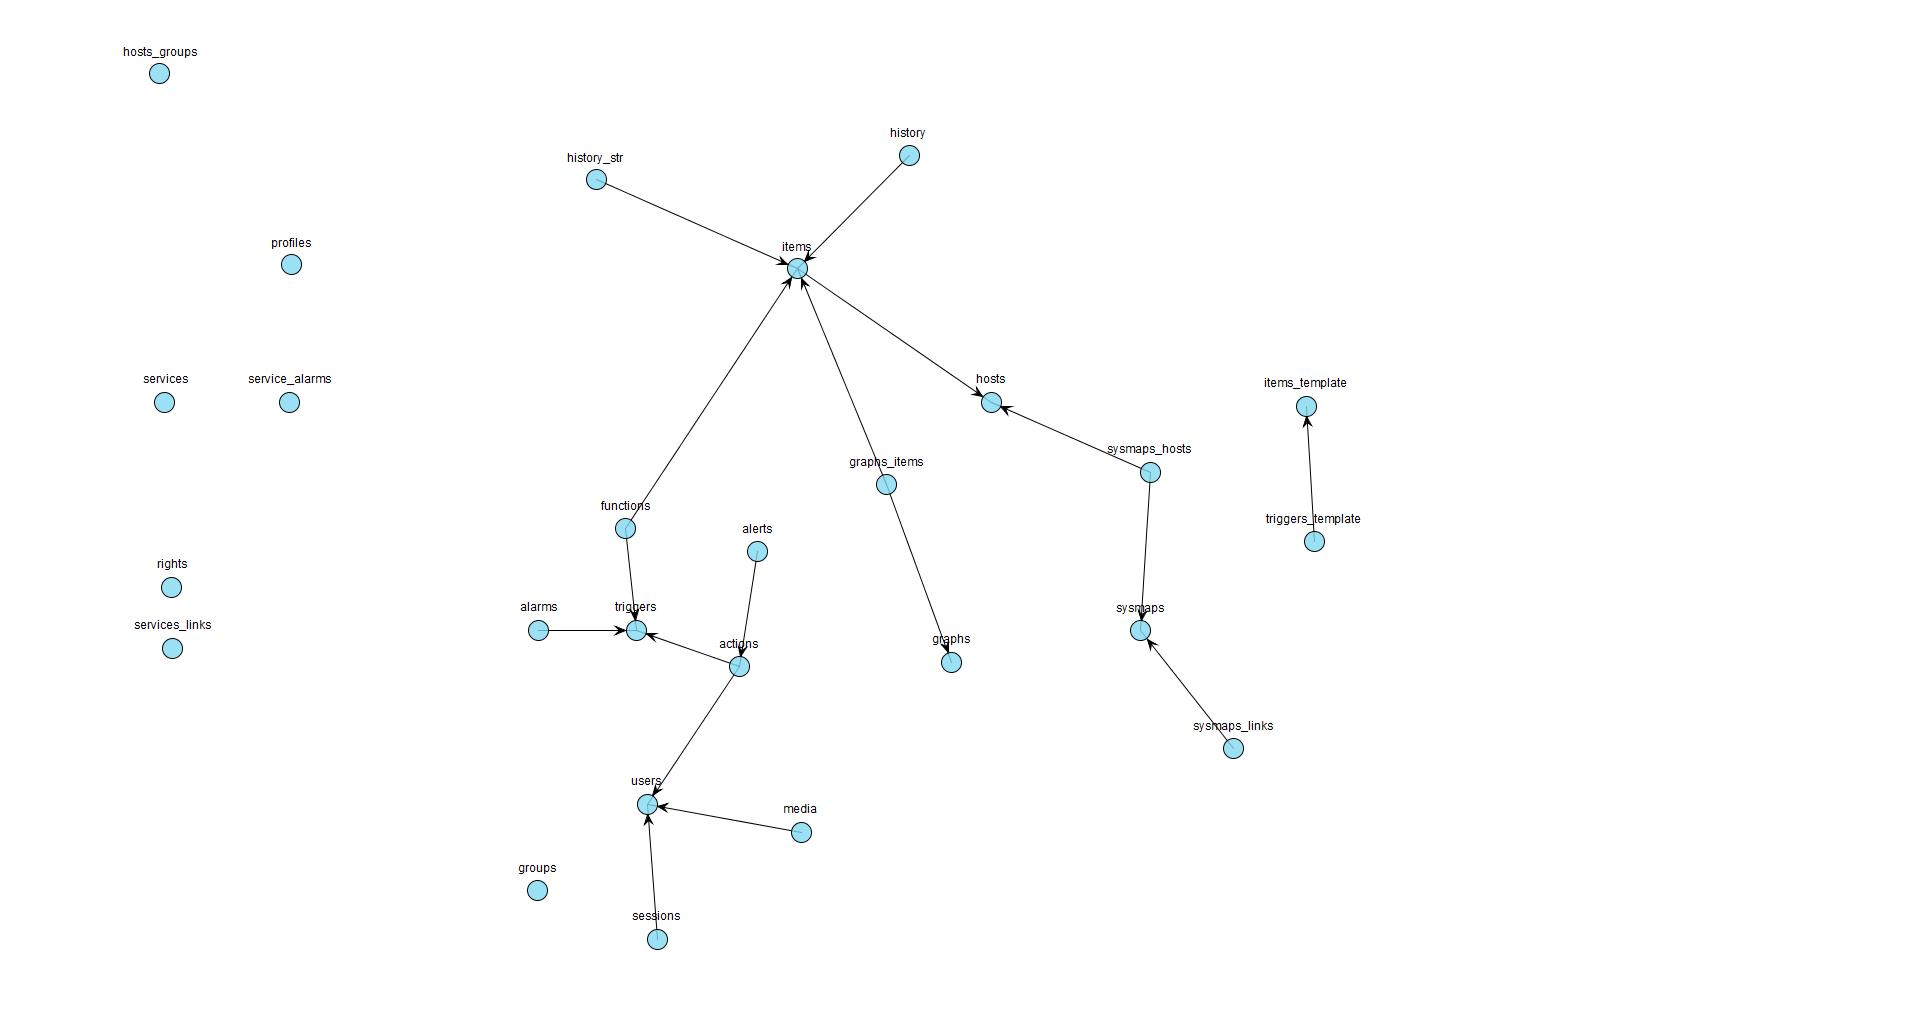 hosts_groups
history
history_str
profiles
items
services
service_alarms
hosts
items_template
sysmaps_hosts
graphs_items
functions
triggers_template
alerts
rights
alarms
triggers
sysmaps
services_links
graphs
actions
sysmaps_links
users
media
groups
sessions